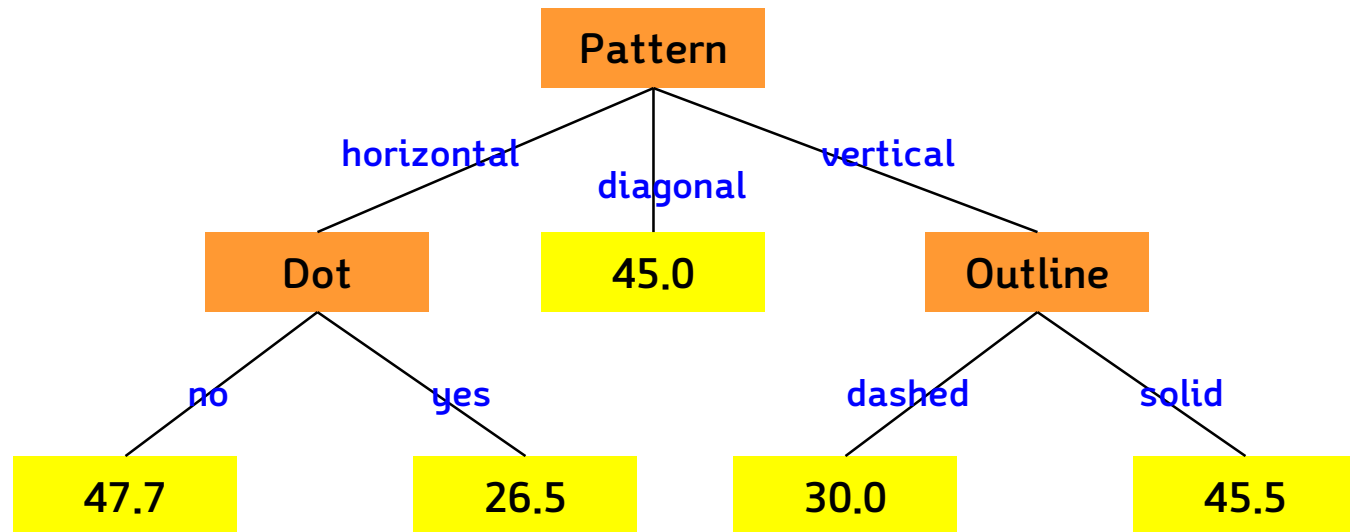 Pattern
horizontal
diagonal
vertical
Dot
45.0
Outline
no
yes
dashed
solid
47.7
26.5
30.0
45.5